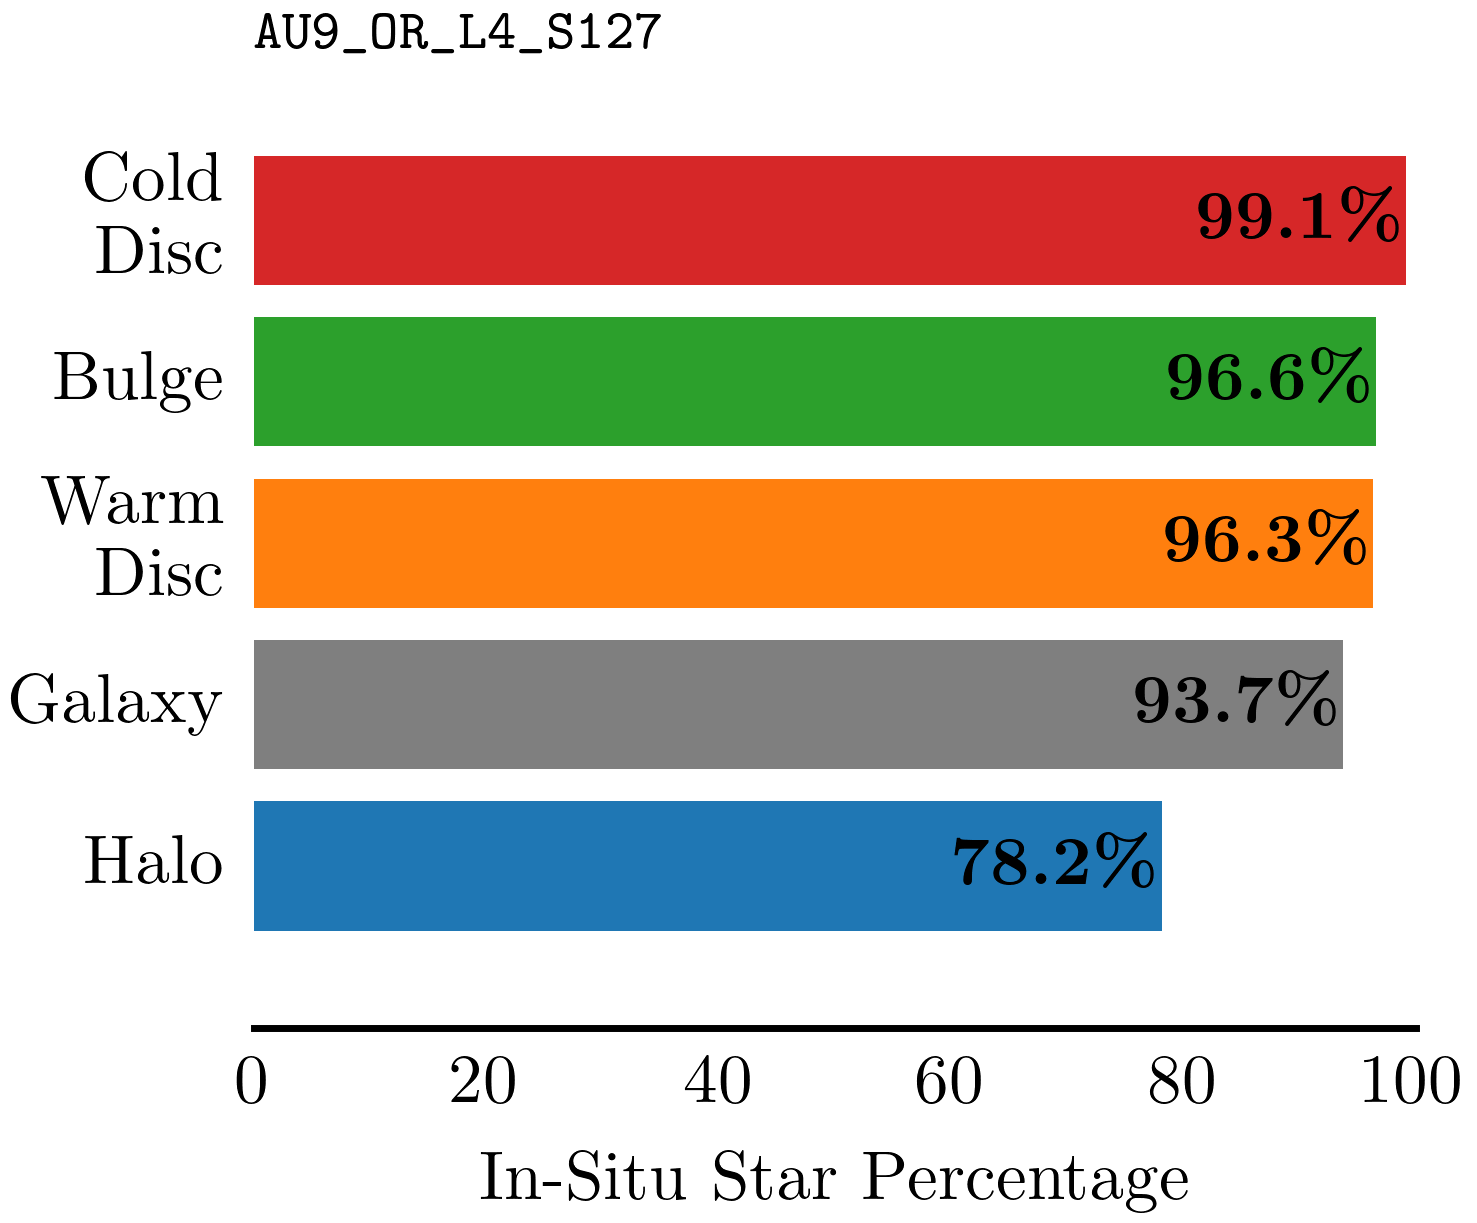 AU9_OR_L4_S127
Cold
Disc
99.1%
Bulge
96.6%
Warm
Disc
96.3%
Galaxy
93.7%
Halo
78.2%
0 20 40 60 80 100
In-Situ Star Percentage